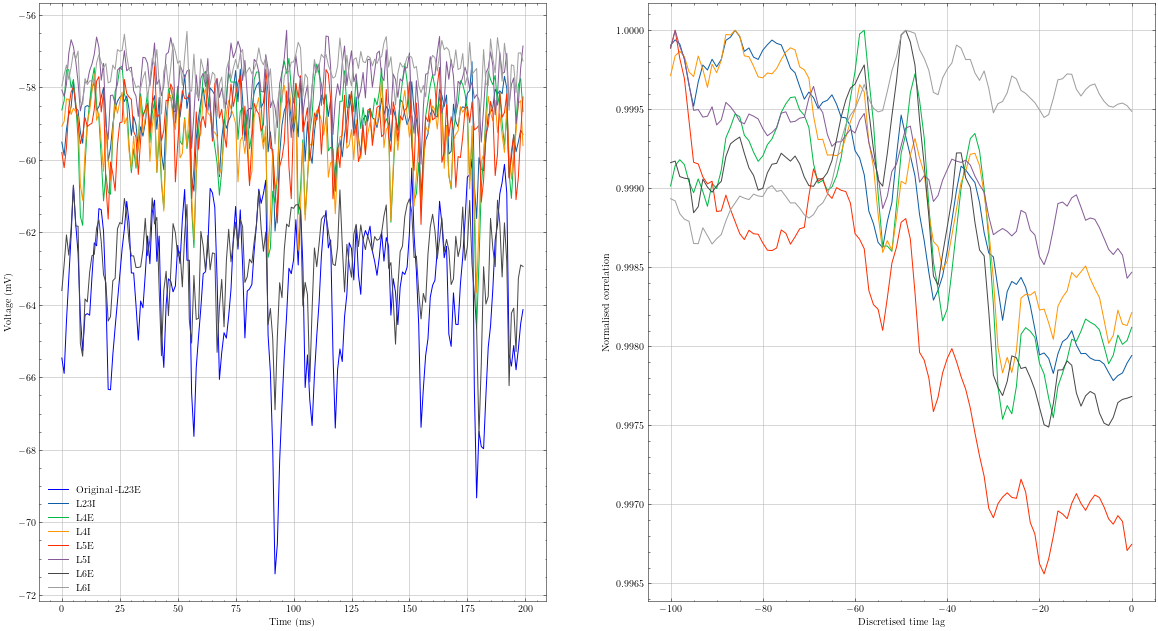 −56
−58
−60
−62
−64
−66
−68
−70
−72
Voltage (mV)
Original -L23E
L23I
L4E
L4I
L5E
L5I
L6E
L6I
0 25 50 75 100 125 150 175 200
Time (ms)
1.0000
0.9995
0.9990
0.9985
0.9980
0.9975
0.9970
0.9965
Normalised correlation
−100 −80 −60 −40 −20 0
Discretised time lag